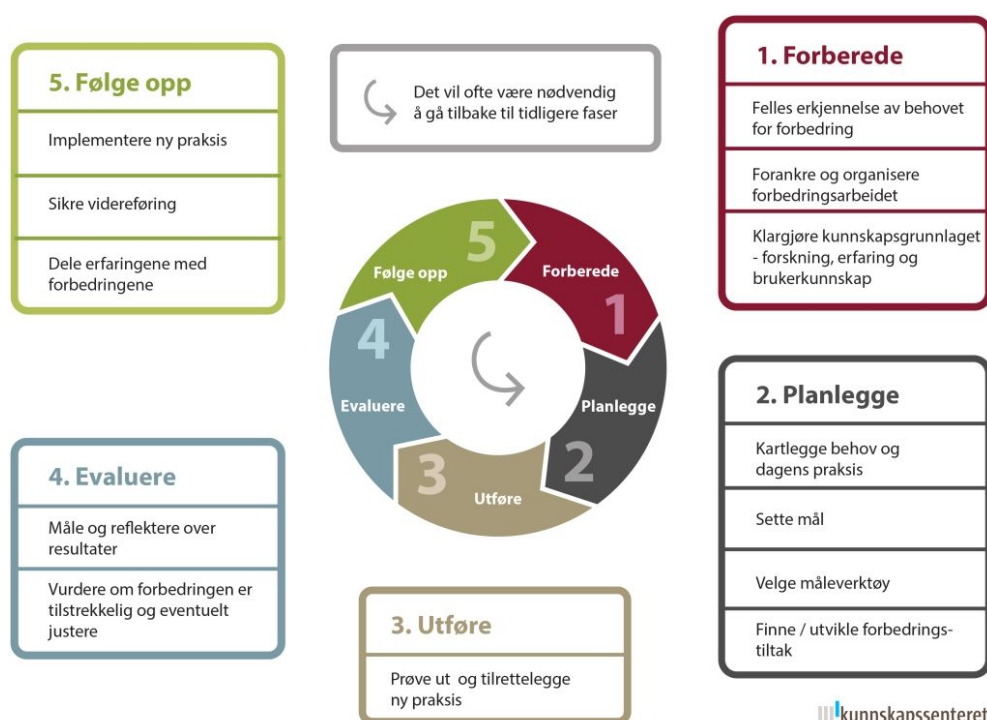 Det vil ofte være nødvendig
å gå tilbake til tidligere faser
1. Forberede
Felles erkjennelse av behovet
for forbedring
Forankre og organisere
forbedringsarbeidet
Klargjøre kunnskapsgrunnlaget
- forskning, erfaring og
brukerkunnskap
2. Planlegge
Kartlegge behov og
dagens praksis
Sette mål
Velge måleverktøy
Finne / utvikle forbedrings-
tiltak
3. Utføre
Prøve ut og tilrettelegge
ny praksis
4. Evaluere
Måle og reflektere over
resultater
Vurdere om forbedringen er
tilstrekkelig og eventuelt
justere
5. Følge opp
Implementere ny praksis
Sikre videreføring
Dele erfaringene med
forbedringene
Forberede
1
Planlegge
2
3
Utføre
4
Evaluere
5
Følge opp
kunnskapssenteret